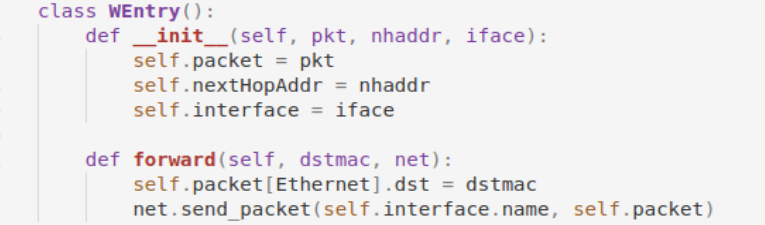 class WEntry():
def __init__(self, pkt, nhaddr, iface):
self.packet = pkt
self.nextHopAddr = nhaddr
self.interface = iface
def forward(self, dstmac, net):
self.packet[Ethernet].dst = dstmac
net.send_packet(self.interface.name, self.packet)